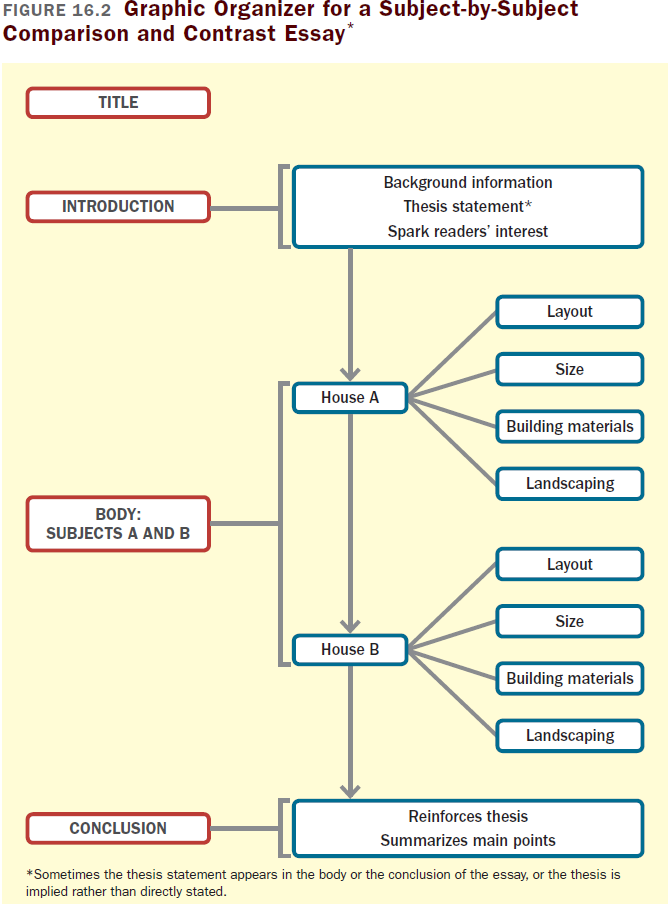 FIGURE 16.2 Graphic Organizer for a Subject-by-Subject
Comparison and Contrast Essay*
TITLE
INTRODUCTION
Background information
Thesis statement*
Spark readers' interest
BODY:
SUBJECTS A AND B
House A
Layout
Size
Building materials
Landscaping
House B
Layout
Size
Building materials
Landscaping
CONCLUSION
Reinforces thesis
Summarizes main points
*Sometimes the thesis statement appears in the body or the conclusion of the essay, or the thesis is
implied rather than directly stated.